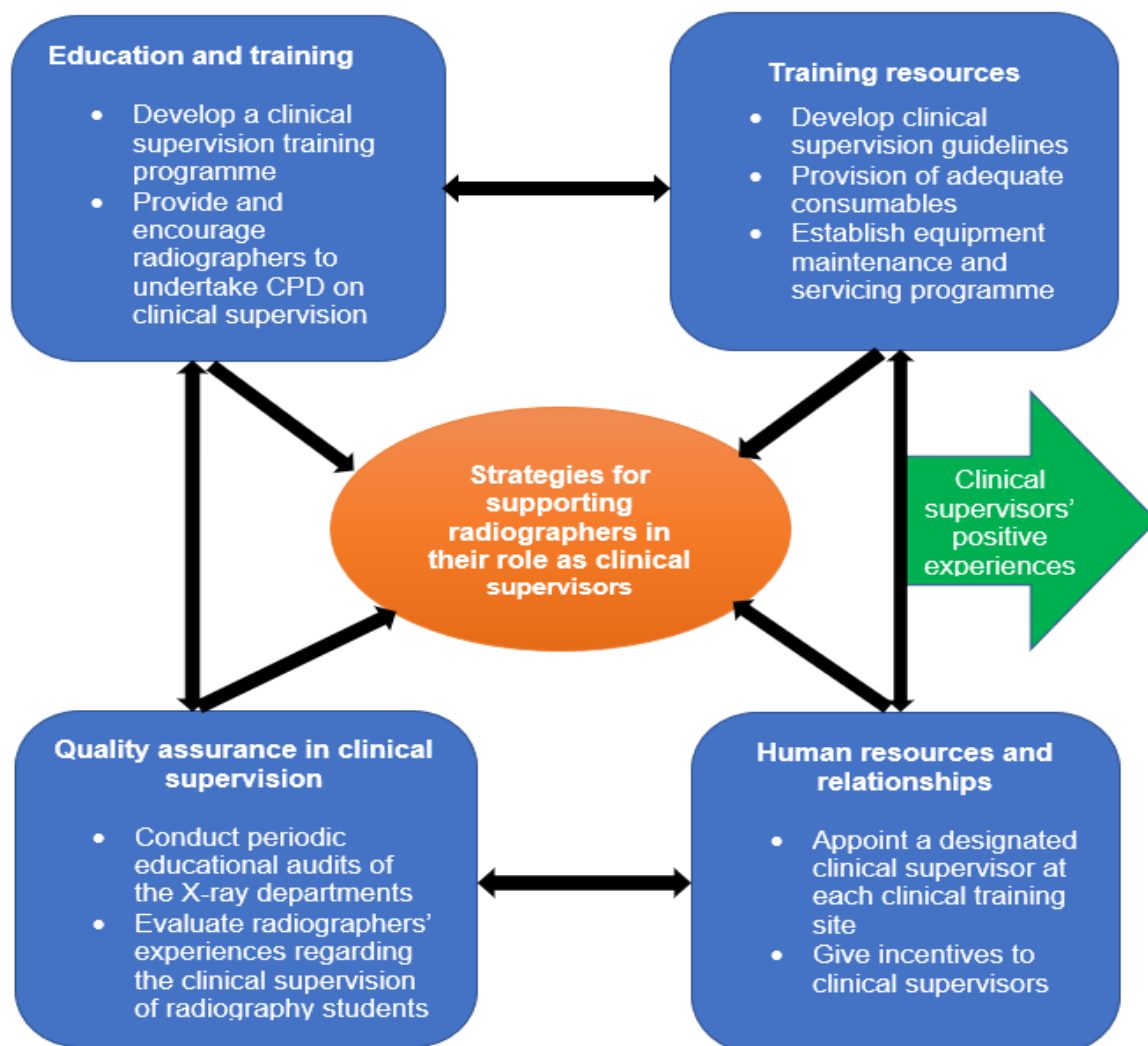 Education and training
• Develop a clinical
supervision training
programme
• Provide and
encourage
radiographers to
undertake CPD on
clinical supervision
Training resources
• Develop clinical
supervision guidelines
• Provision of adequate
consumables
• Establish equipment
maintenance and
servicing programme
Strategies for
supporting
radiographers in
their role as clinical
supervisors
Clinical
supervisors’
positive
experiences
Quality assurance in clinical
supervision
• Conduct periodic
educational audits of
the X-ray departments
• Evaluate radiographers’
experiences regarding
the clinical supervision
of radiography students
Human resources and
relationships
• Appoint a designated
clinical supervisor at
each clinical training
site
• Give incentives to
clinical supervisors